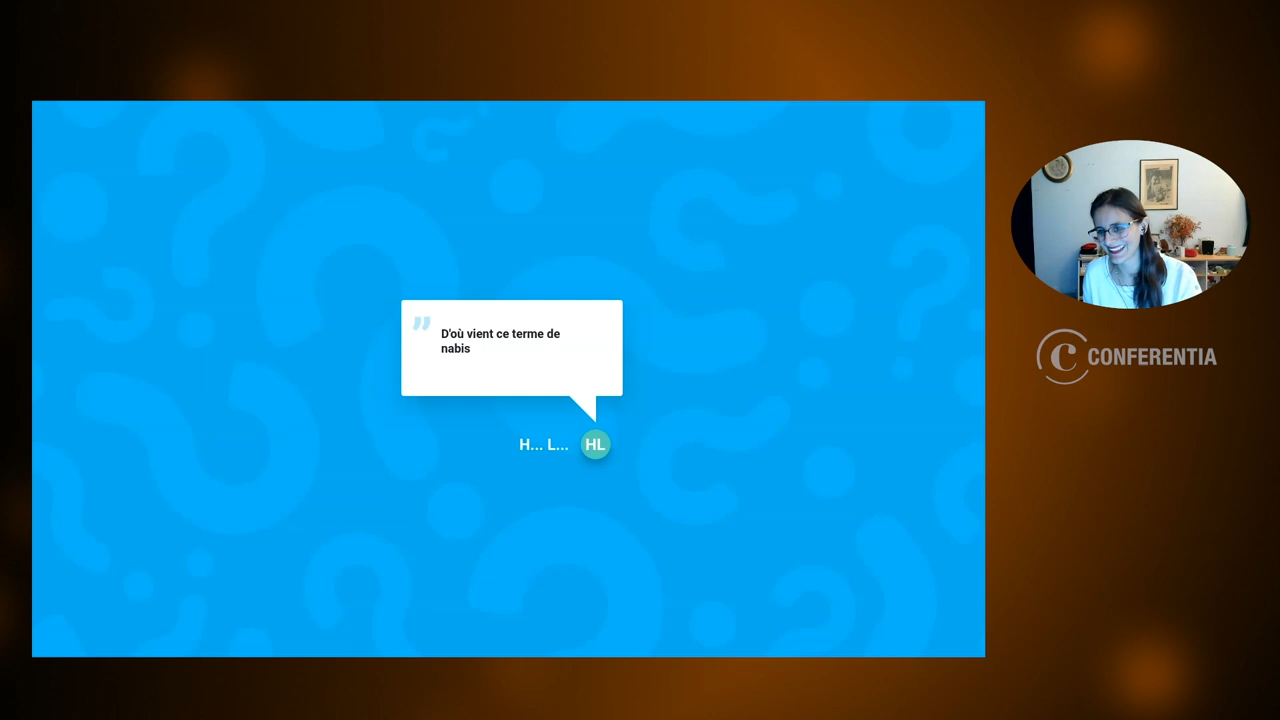 D'où vient ce terme de
nabis
H... L...
HL
CONFERENTIA